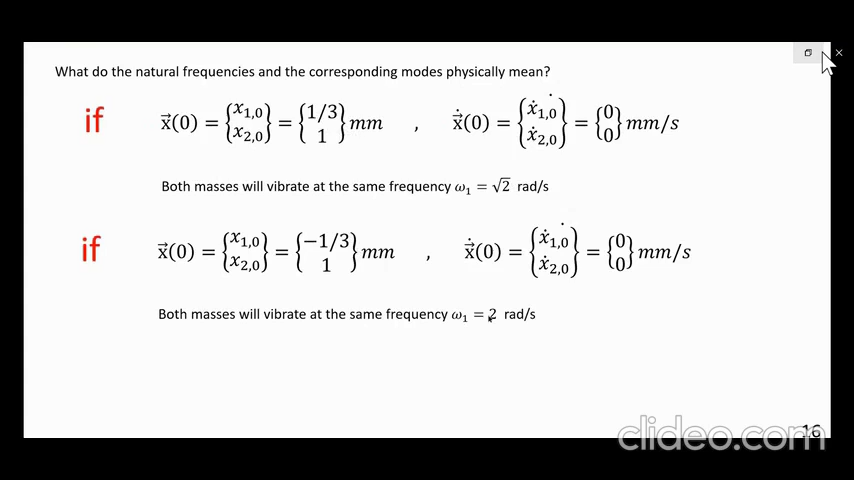 What do the natural frequencies and the corresponding modes physically mean?
if x⃗(0) = {x₁,₀ x₂,₀} = {1/3 1} mm , ẋ⃗(0) = {ẋ₁,₀ ẋ₂,₀} = {0 0} mm/s
Both masses will vibrate at the same frequency ω₁ = √2 rad/s
if x⃗(0) = {x₁,₀ x₂,₀} = {−1/3 1} mm , ẋ⃗(0) = {ẋ₁,₀ ẋ₂,₀} = {0 0} mm/s
Both masses will vibrate at the same frequency ω₁ = 2 rad/s
16
clideo.com